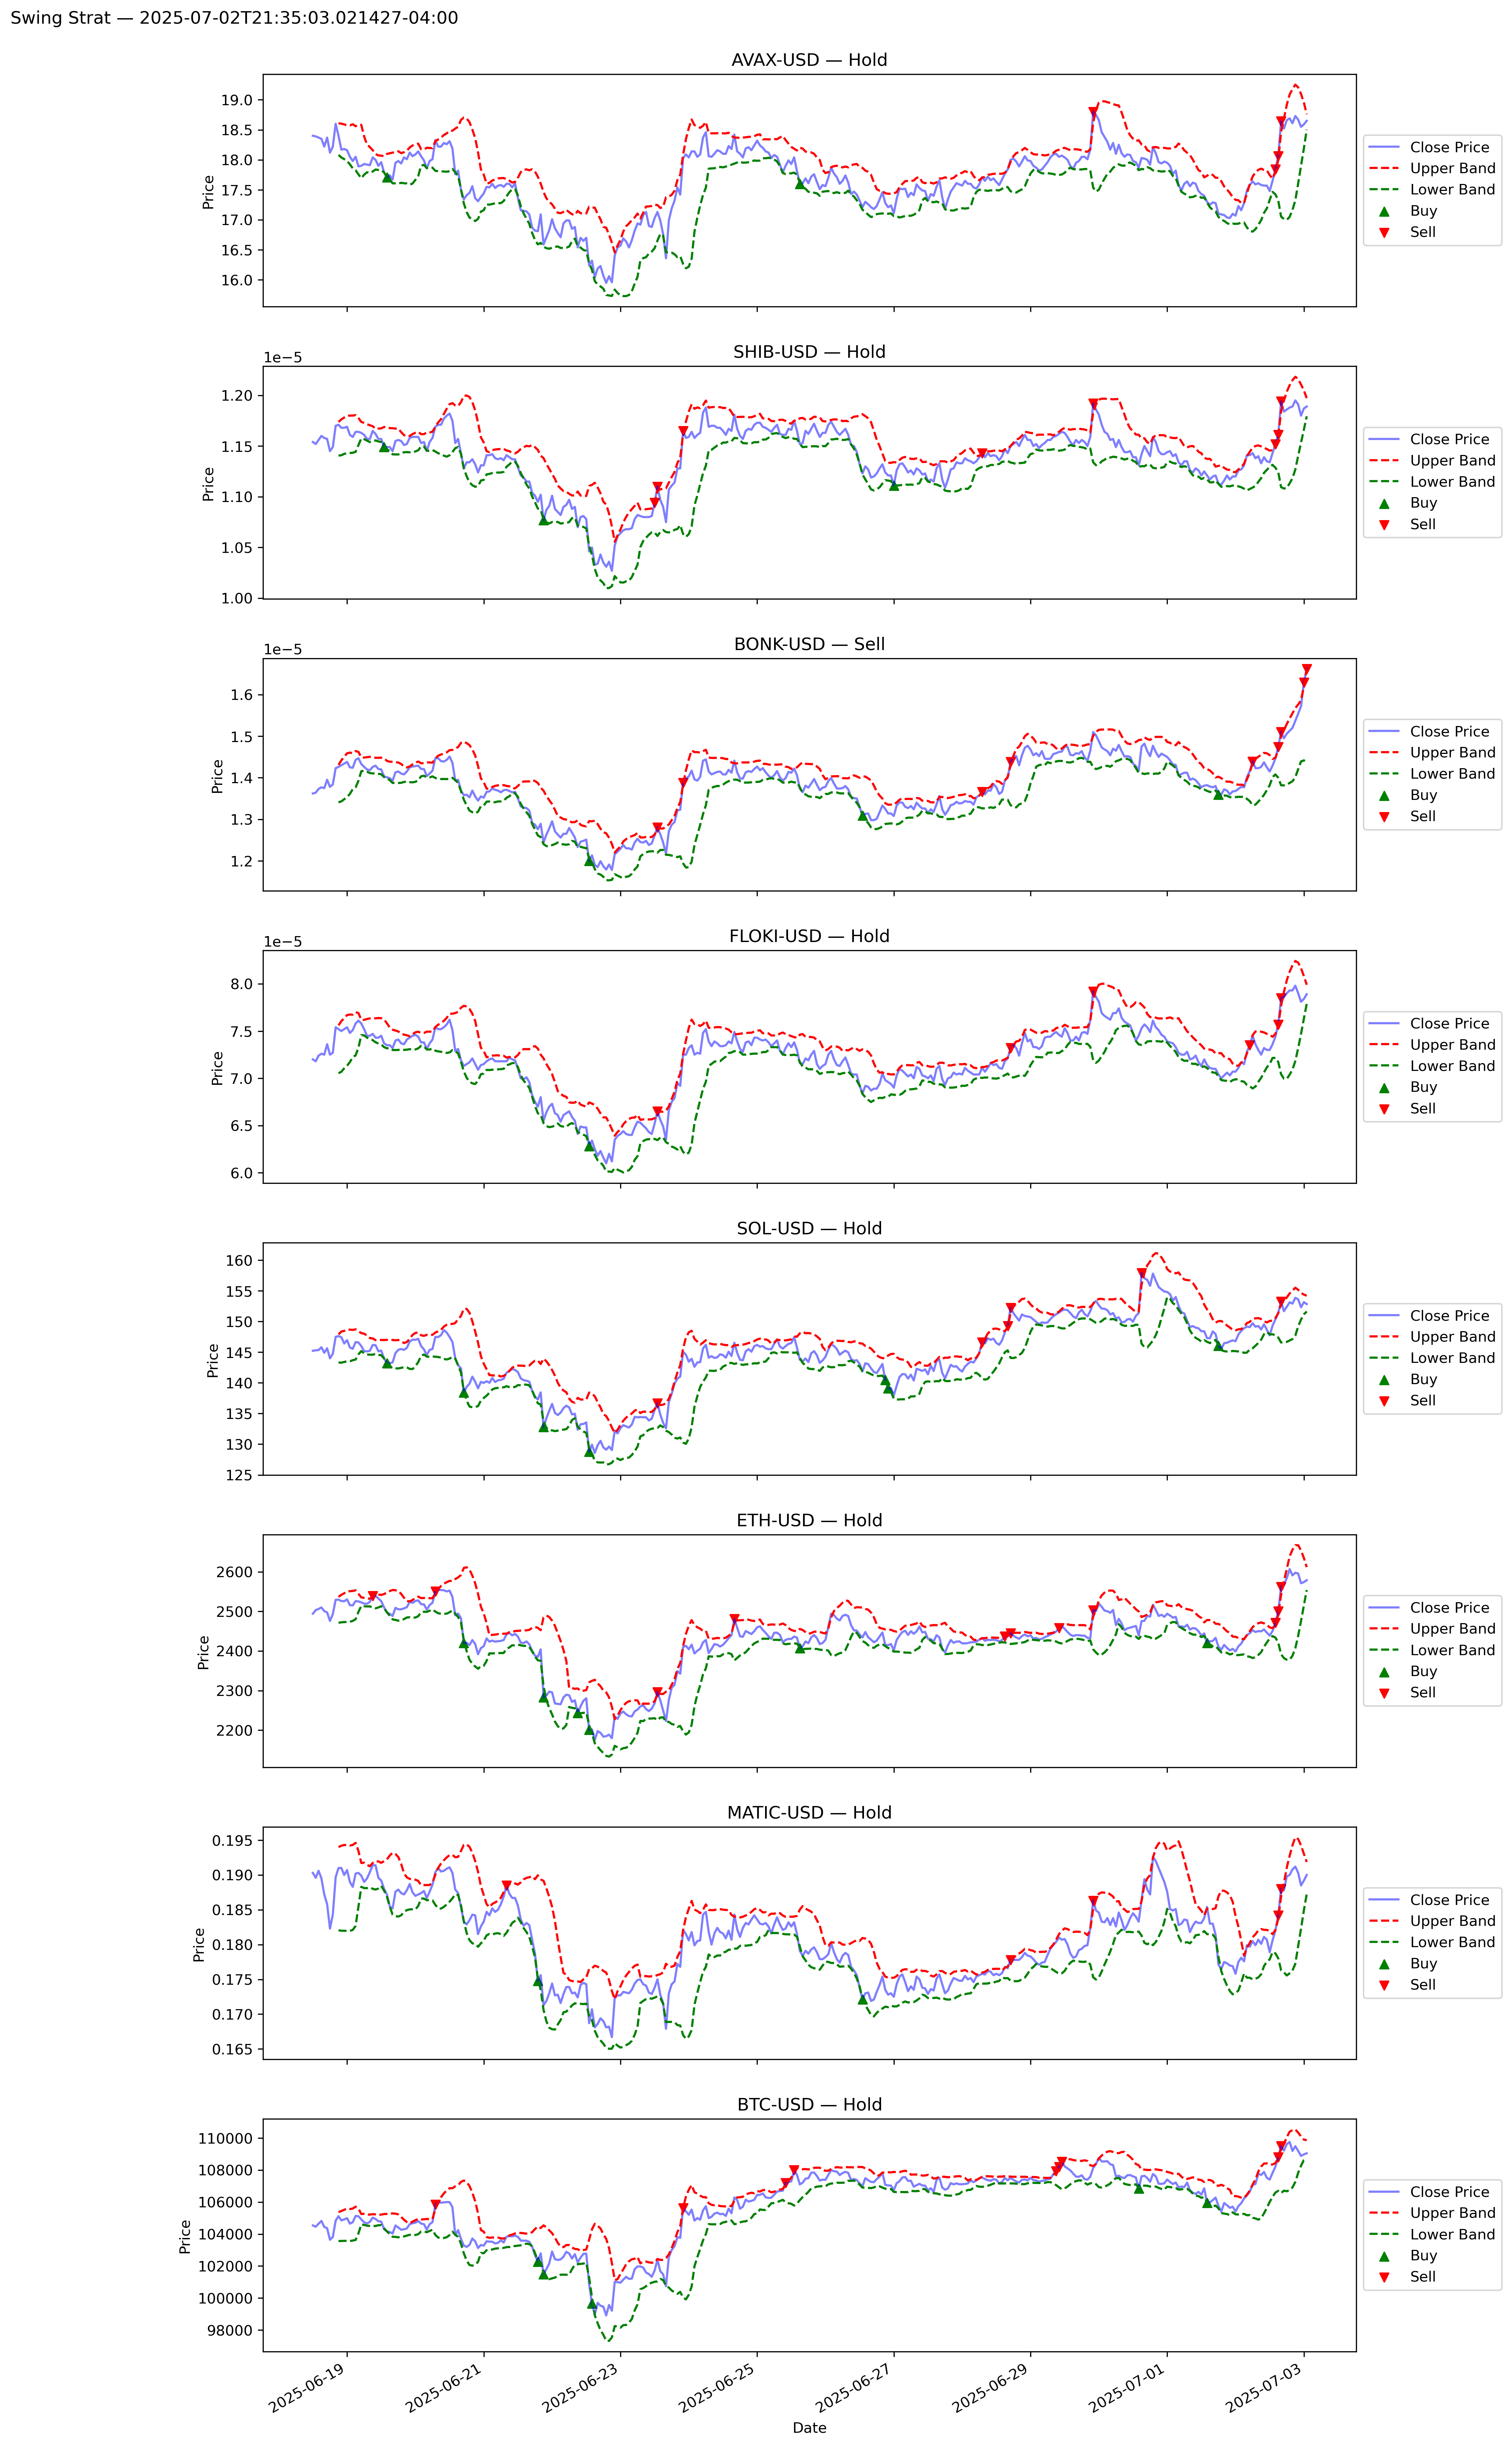 Swing Strat — 2025-07-02T21:35:03.021427-04:00
AVAX-USD — Hold
Price
19.0
18.5
18.0
17.5
17.0
16.5
16.0
Close Price
Upper Band
Lower Band
Buy
Sell
SHIB-USD — Hold
1e−5
Price
1.20
1.15
1.10
1.05
1.00
Close Price
Upper Band
Lower Band
Buy
Sell
BONK-USD — Sell
1e−5
Price
1.6
1.5
1.4
1.3
1.2
Close Price
Upper Band
Lower Band
Buy
Sell
FLOKI-USD — Hold
1e−5
Price
8.0
7.5
7.0
6.5
6.0
Close Price
Upper Band
Lower Band
Buy
Sell
SOL-USD — Hold
Price
160
155
150
145
140
135
130
125
Close Price
Upper Band
Lower Band
Buy
Sell
ETH-USD — Hold
Price
2600
2500
2400
2300
2200
Close Price
Upper Band
Lower Band
Buy
Sell
MATIC-USD — Hold
Price
0.195
0.190
0.185
0.180
0.175
0.170
0.165
Close Price
Upper Band
Lower Band
Buy
Sell
BTC-USD — Hold
Price
110000
108000
106000
104000
102000
100000
98000
Close Price
Upper Band
Lower Band
Buy
Sell
2025-06-19
2025-06-21
2025-06-23
2025-06-25
2025-06-27
2025-06-29
2025-07-01
2025-07-03
Date